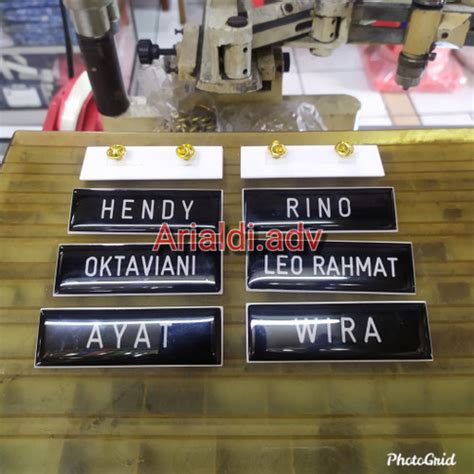 HENDY
RINO
Arialdi.adv
OKTAVIANI
LEO RAHMAT
AYAT
WIRA
PhotoGrid